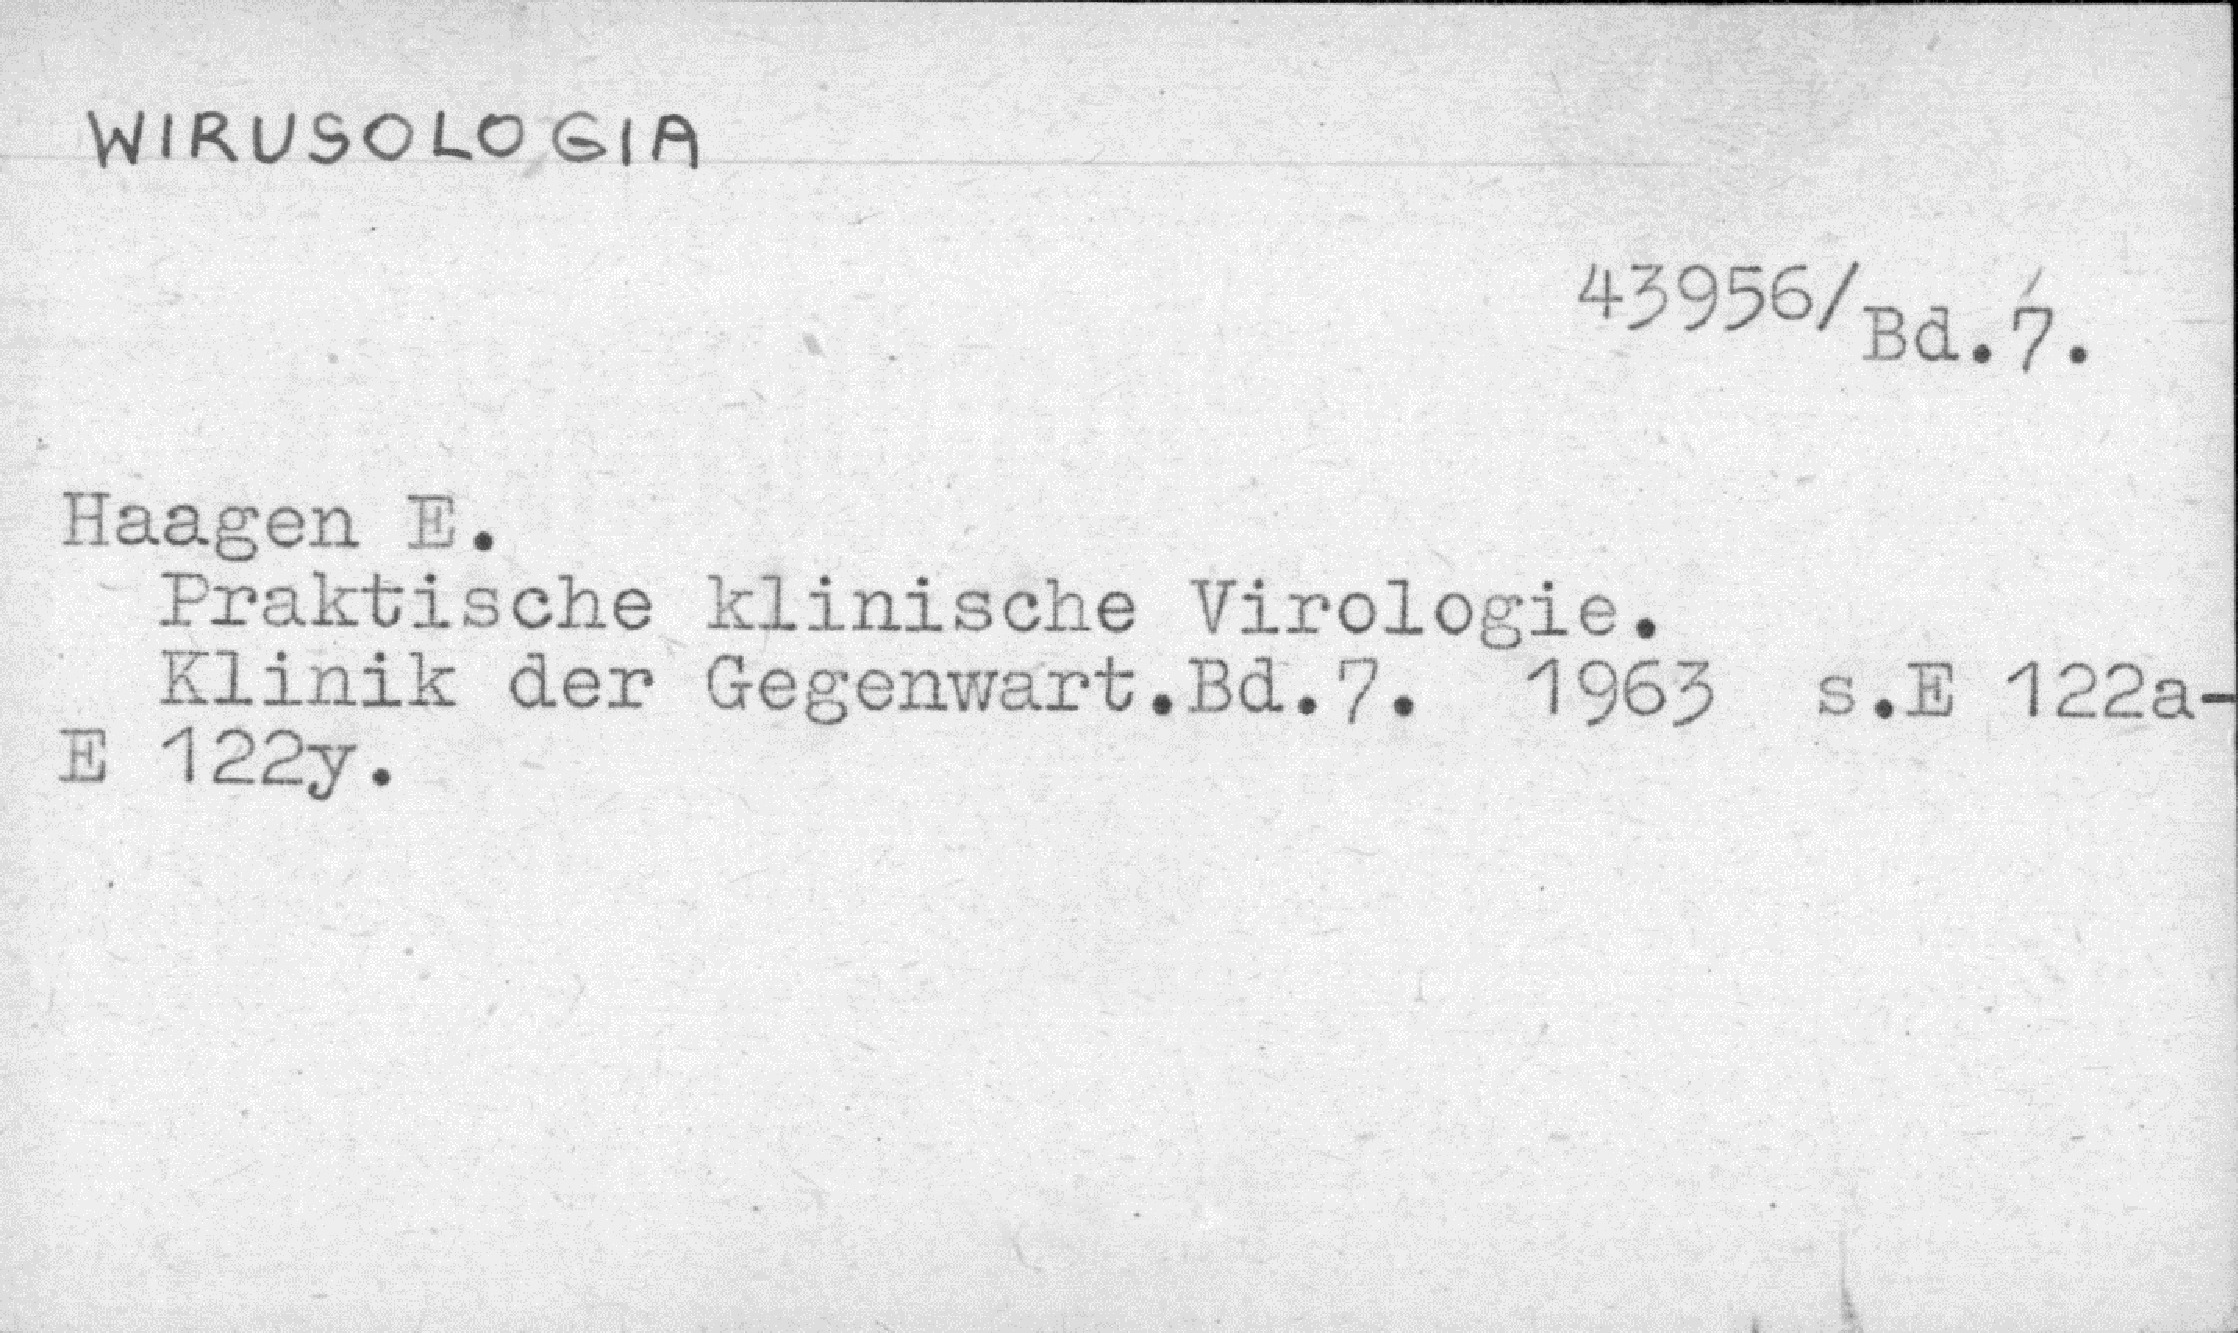 WIRUSOLOGIA
43956/Bd.7.
Haagen E.
Praktische klinische Virologie.
Klinik der Gegenwart.Bd.7. 1963 s.E 122a-
E 122y.